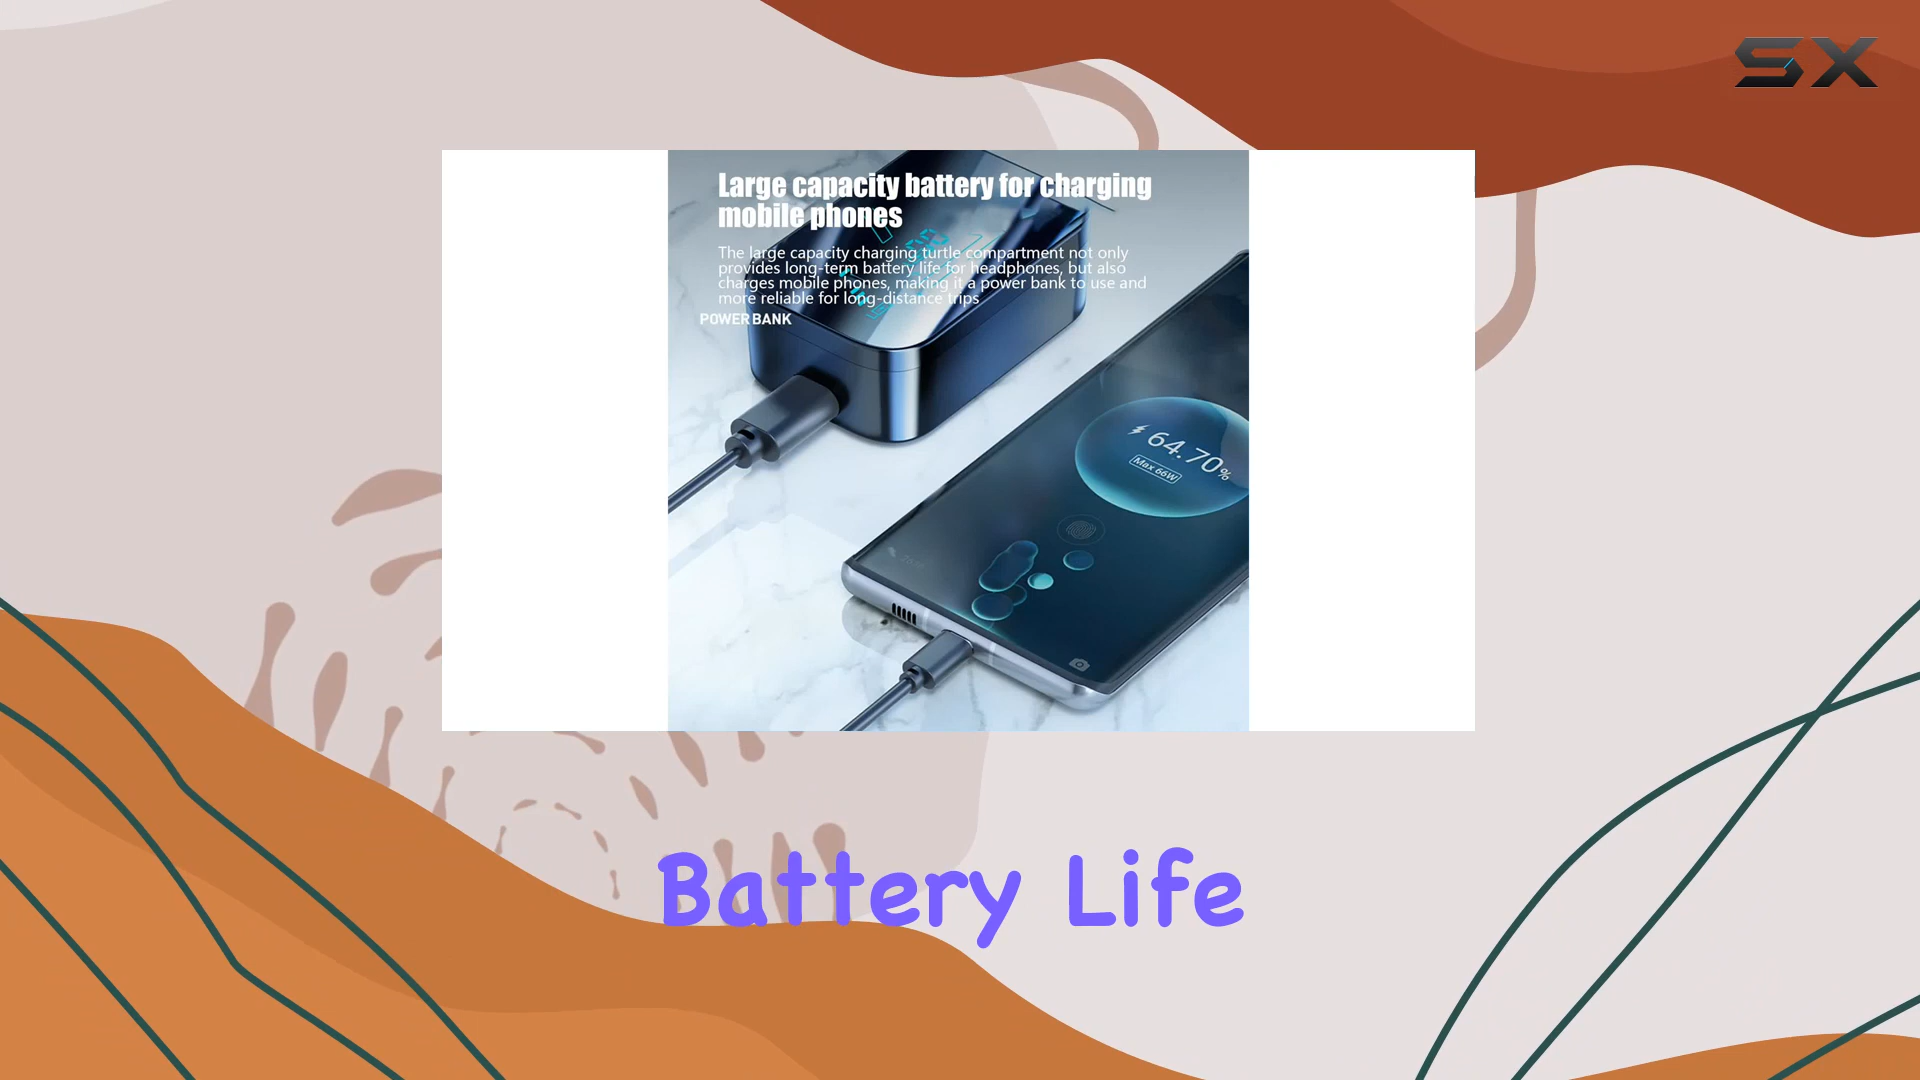 SX
Large capacity battery for charging
mobile phones
The large capacity charging turtle compartment not only
provides long-term battery life for headphones, but also
charges mobile phones, making it a power bank to use and
more reliable for long-distance trips
POWER BANK
64.70%
Max 66W
Battery Life